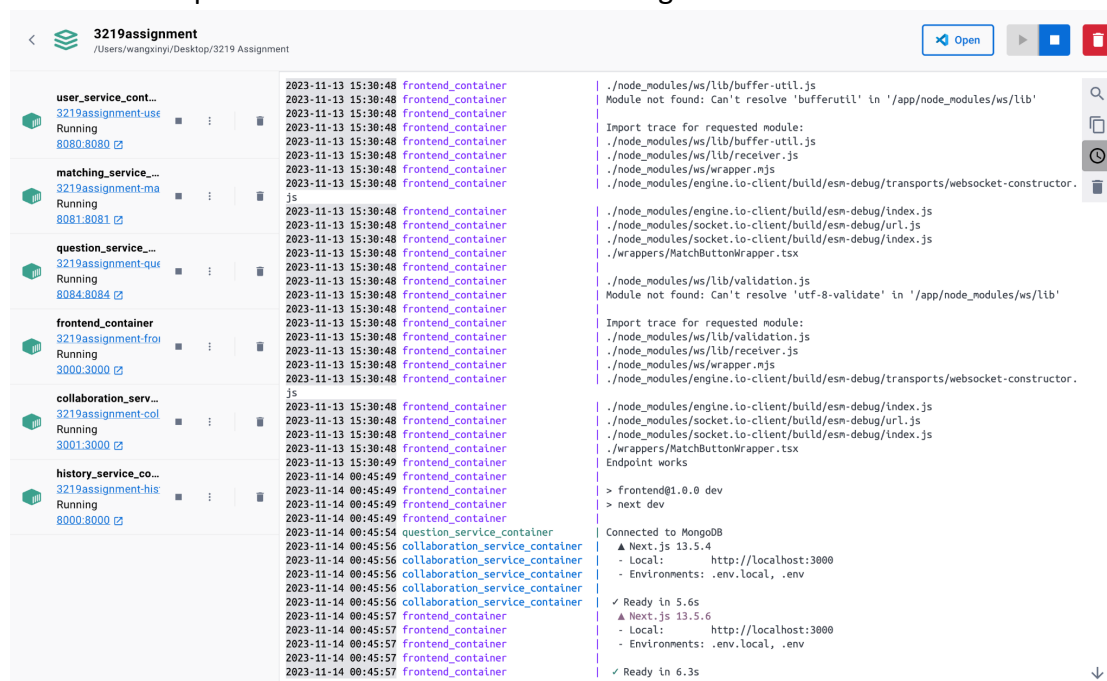 3219assignment
/Users/wangxinyi/Desktop/3219 Assignment
Open
user_service_cont...
3219assignment-use
Running
8080:8080
matching_service_...
3219assignment-ma
Running
8081:8081
question_service_...
3219assignment-que
Running
8084:8084
frontend_container
3219assignment-fro
Running
3000:3000
collaboration_serv...
3219assignment-col
Running
3001:3000
history_service_co...
3219assignment-his
Running
8000:8000
2023-11-13 15:30:48 frontend_container | ./node_modules/ws/lib/buffer-util.js
2023-11-13 15:30:48 frontend_container | Module not found: Can't resolve 'bufferutil' in '/app/node_modules/ws/lib'
2023-11-13 15:30:48 frontend_container |
2023-11-13 15:30:48 frontend_container | Import trace for requested module:
2023-11-13 15:30:48 frontend_container | ./node_modules/ws/lib/buffer-util.js
2023-11-13 15:30:48 frontend_container | ./node_modules/ws/lib/receiver.js
2023-11-13 15:30:48 frontend_container | ./node_modules/ws/wrapper.mjs
2023-11-13 15:30:48 frontend_container | ./node_modules/engine.io-client/build/esm-debug/transports/websocket-constructor.
js
2023-11-13 15:30:48 frontend_container | ./node_modules/engine.io-client/build/esm-debug/index.js
2023-11-13 15:30:48 frontend_container | ./node_modules/socket.io-client/build/esm-debug/url.js
2023-11-13 15:30:48 frontend_container | ./node_modules/socket.io-client/build/esm-debug/index.js
2023-11-13 15:30:48 frontend_container | ./wrappers/MatchButtonWrapper.tsx
2023-11-13 15:30:48 frontend_container |
2023-11-13 15:30:48 frontend_container | ./node_modules/ws/lib/validation.js
2023-11-13 15:30:48 frontend_container | Module not found: Can't resolve 'utf-8-validate' in '/app/node_modules/ws/lib'
2023-11-13 15:30:48 frontend_container |
2023-11-13 15:30:48 frontend_container | Import trace for requested module:
2023-11-13 15:30:48 frontend_container | ./node_modules/ws/lib/validation.js
2023-11-13 15:30:48 frontend_container | ./node_modules/ws/lib/receiver.js
2023-11-13 15:30:48 frontend_container | ./node_modules/ws/wrapper.mjs
2023-11-13 15:30:48 frontend_container | ./node_modules/engine.io-client/build/esm-debug/transports/websocket-constructor.
js
2023-11-13 15:30:48 frontend_container | ./node_modules/engine.io-client/build/esm-debug/index.js
2023-11-13 15:30:48 frontend_container | ./node_modules/socket.io-client/build/esm-debug/url.js
2023-11-13 15:30:48 frontend_container | ./node_modules/socket.io-client/build/esm-debug/index.js
2023-11-13 15:30:48 frontend_container | ./wrappers/MatchButtonWrapper.tsx
2023-11-13 15:30:49 frontend_container | Endpoint works
2023-11-14 00:45:49 frontend_container |
2023-11-14 00:45:49 frontend_container | > frontend@1.0.0 dev
2023-11-14 00:45:49 frontend_container | > next dev
2023-11-14 00:45:49 frontend_container |
2023-11-14 00:45:54 question_service_container | Connected to MongoDB
2023-11-14 00:45:56 collaboration_service_container | ▲ Next.js 13.5.4
2023-11-14 00:45:56 collaboration_service_container | - Local: http://localhost:3000
2023-11-14 00:45:56 collaboration_service_container | - Environments: .env.local, .env
2023-11-14 00:45:56 collaboration_service_container |
2023-11-14 00:45:56 collaboration_service_container | ✓ Ready in 5.6s
2023-11-14 00:45:57 frontend_container | ▲ Next.js 13.5.6
2023-11-14 00:45:57 frontend_container | - Local: http://localhost:3000
2023-11-14 00:45:57 frontend_container | - Environments: .env.local, .env
2023-11-14 00:45:57 frontend_container |
2023-11-14 00:45:57 frontend_container | ✓ Ready in 6.3s